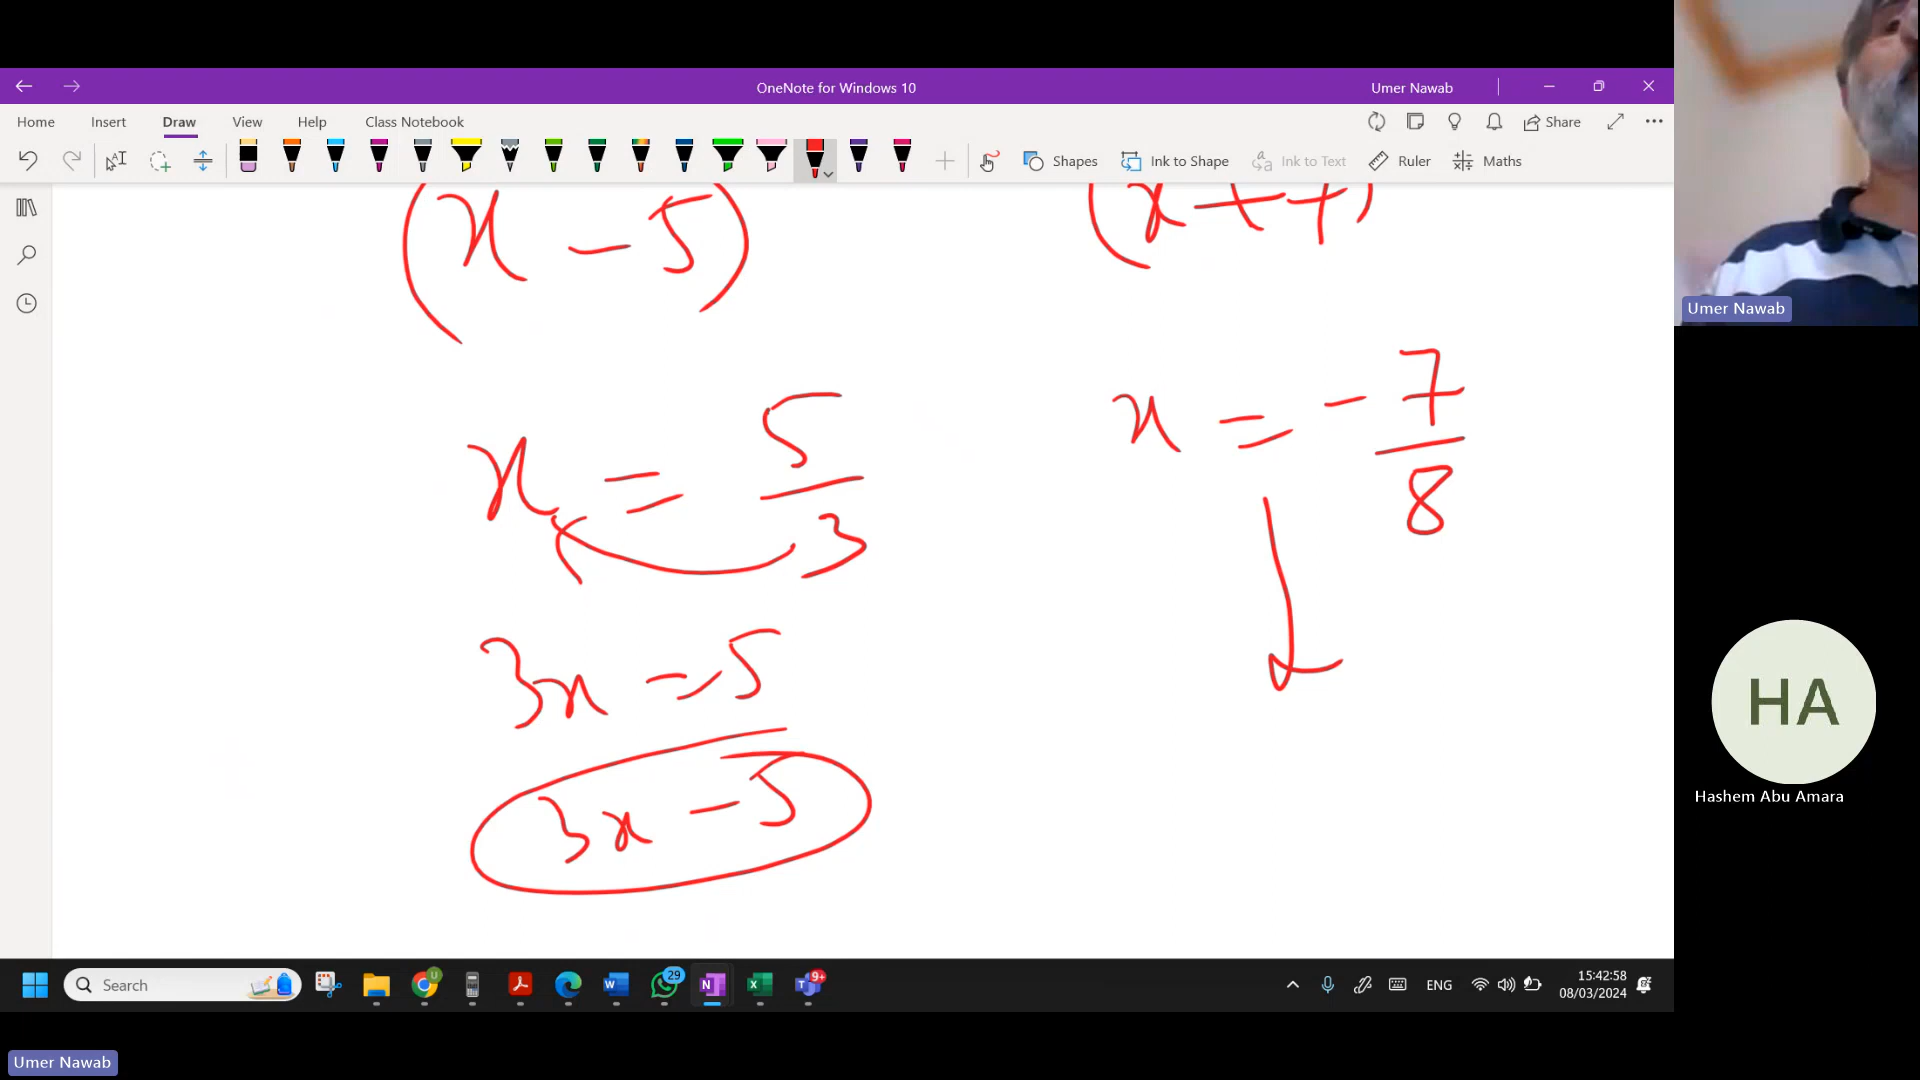 OneNote for Windows 10
Umer Nawab
Home Insert Draw View Help Class Notebook
Share
Shapes Ink to Shape Ink to Text Ruler Maths
(x - 5)
(x + 7)
x = 5/3
x = - 7/8
3x = 5
3x - 5
Umer Nawab
HA
Hashem Abu Amara
Search
29
9+
ENG
15:42:58
08/03/2024
Umer Nawab